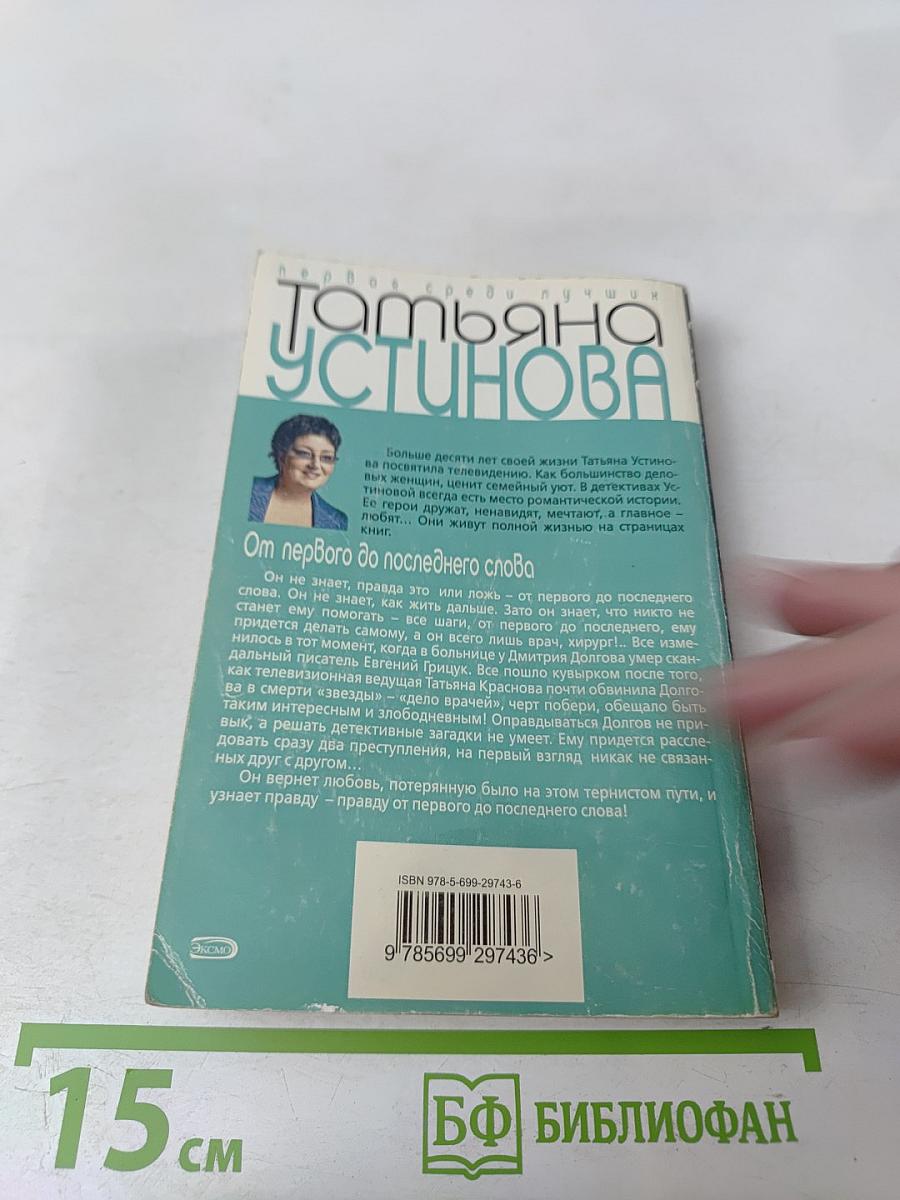 первое среди лучших
Татьяна
УСТИНОВА
Больше десяти лет своей жизни Татьяна Устино-
ва посвятила телевидению. Как большинство дело-
вых женщин, ценит семейный уют. В детективах Ус-
тиновой всегда есть место романтической истории.
Ее герои дружат, ненавидят, мечтают, а главное –
любят... Они живут полной жизнью на страницах
книг.
От первого до последнего слова
Он не знает, правда это или ложь – от первого до последнего
слова. Он не знает, как жить дальше. Зато он знает, что никто не
станет ему помогать – все шаги, от первого до последнего, ему
придется делать самому, а он всего лишь врач, хирург!.. Все изме-
нилось в тот момент, когда в больнице у Дмитрия Долгова умер скан-
дальный писатель Евгений Грицук. Все пошло кувырком после того,
как телевизионная ведущая Татьяна Краснова почти обвинила Долго-
ва в смерти «звезды» – «дело врачей», черт побери, обещало быть
таким интересным и злободневным! Оправдываться Долгов не при-
вык, а решать детективные загадки не умеет. Ему придется рассле-
довать сразу два преступления, на первый взгляд никак не связан-
ных друг с другом...
Он вернет любовь, потерянную было на этом тернистом пути, и
узнает правду – правду от первого до последнего слова!
ISBN 978-5-699-29743-6
9 785699 297436 >
ЭКСМО
15 см
БФ БИБЛИОФАН